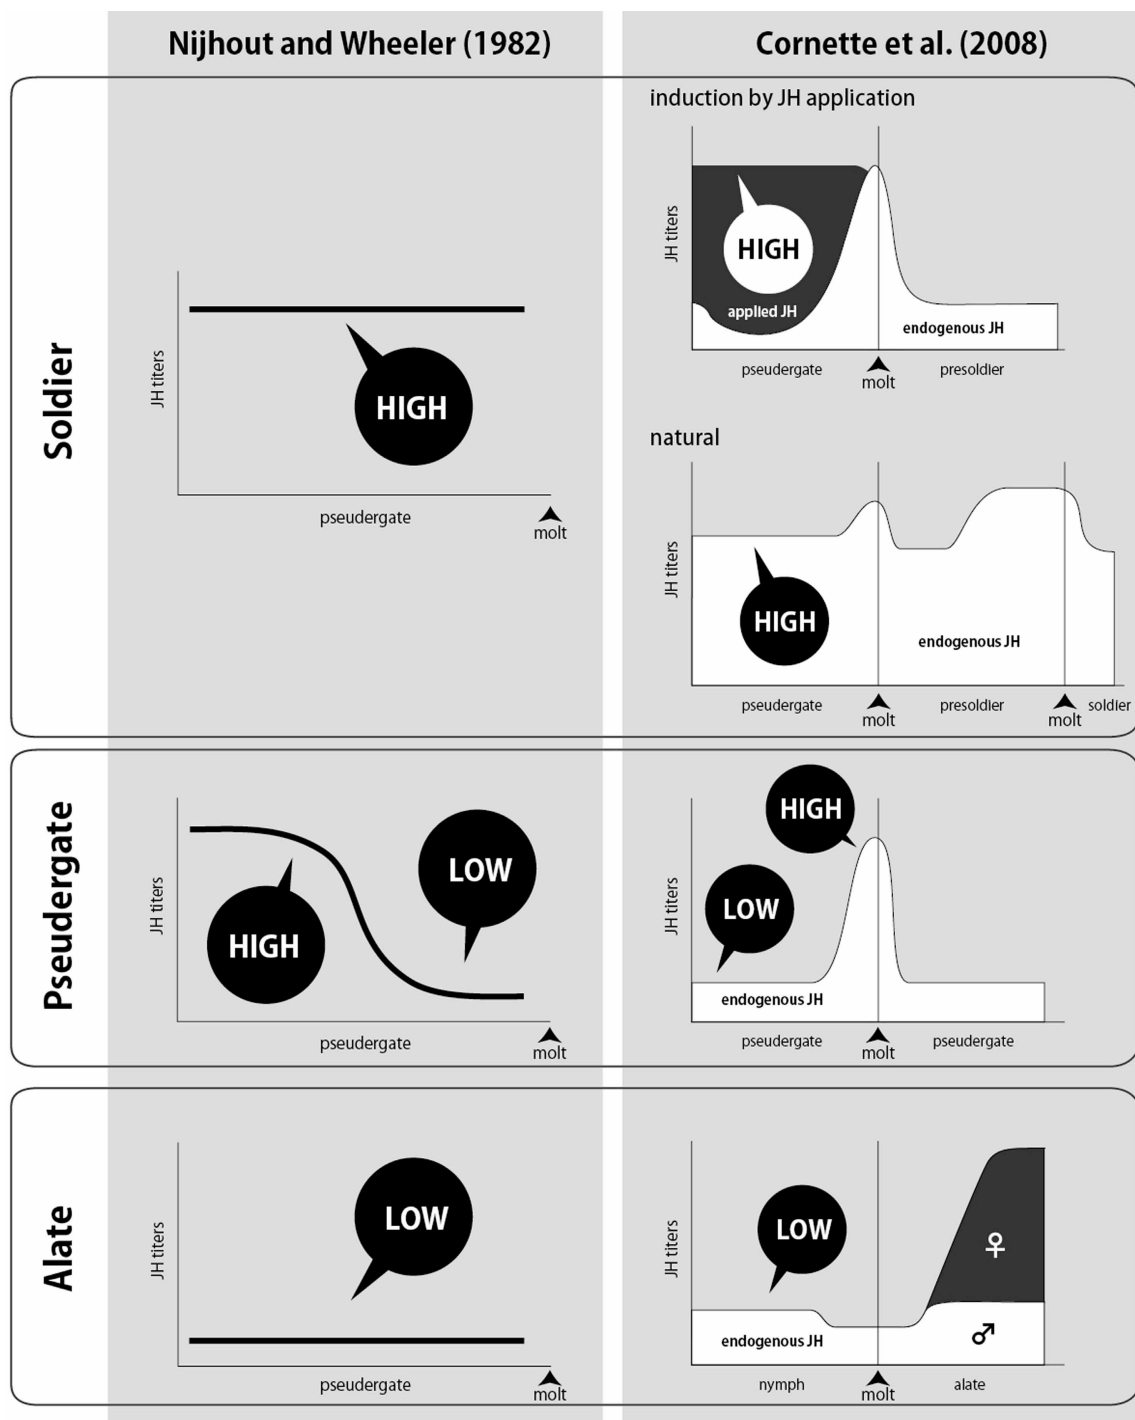 Nijhout and Wheeler (1982)
Cornette et al. (2008)
Soldier
JH titers
HIGH
pseudergate
molt
induction by JH application
JH titers
HIGH
applied JH
endogenous JH
pseudergate
molt
presoldier
natural
JH titers
HIGH
endogenous JH
pseudergate
molt
presoldier
molt
soldier
Pseudergate
JH titers
HIGH
LOW
pseudergate
molt
JH titers
HIGH
LOW
endogenous JH
pseudergate
molt
pseudergate
Alate
JH titers
LOW
pseudergate
molt
JH titers
LOW
♀
endogenous JH
♂
nymph
molt
alate